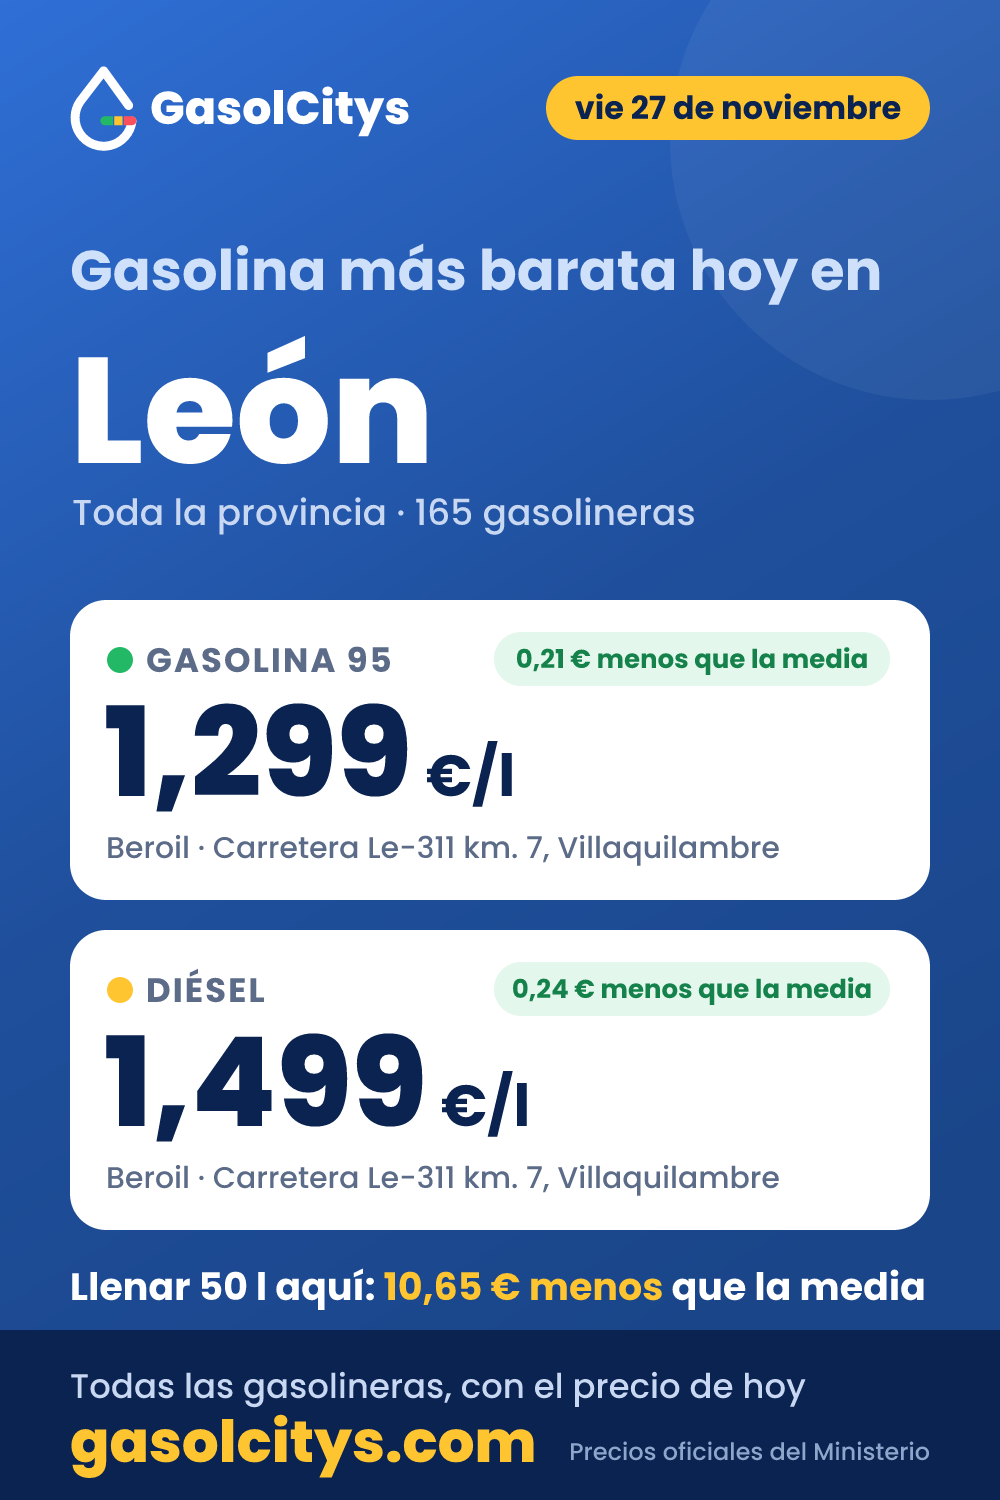 GasolCitys
vie 27 de noviembre
Gasolina más barata hoy en
León
Toda la provincia · 165 gasolineras
GASOLINA 95
0,21 € menos que la media
1,299 €/l
Beroil · Carretera Le-311 km. 7, Villaquilambre
DIÉSEL
0,24 € menos que la media
1,499 €/l
Beroil · Carretera Le-311 km. 7, Villaquilambre
Llenar 50 l aquí: 10,65 € menos que la media
Todas las gasolineras, con el precio de hoy
gasolcitys.com
Precios oficiales del Ministerio